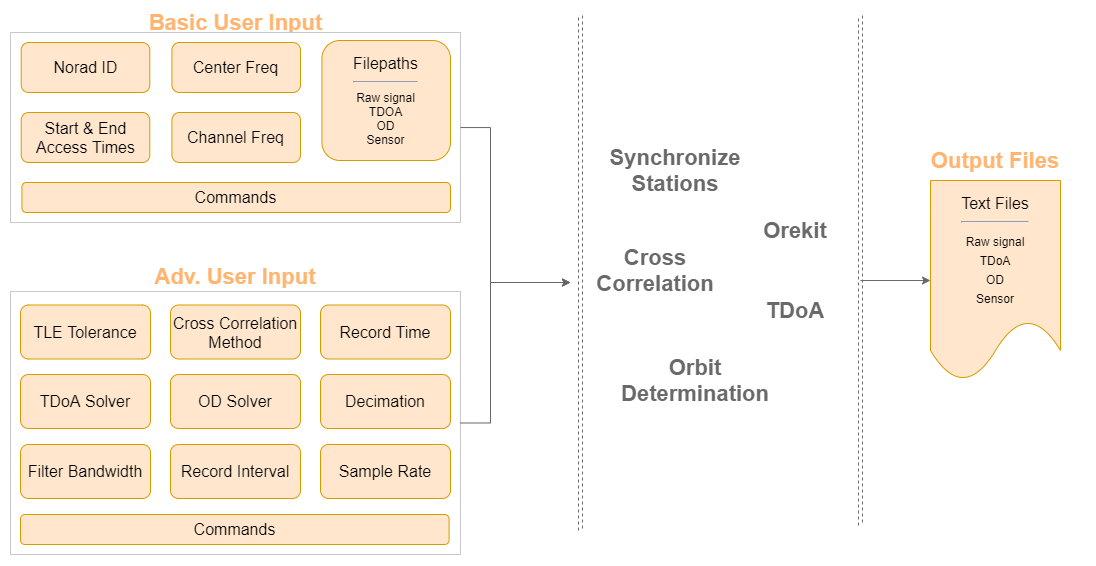 Basic User Input
Norad ID
Center Freq
Filepaths
Raw signal
TDOA
OD
Sensor
Start & End
Access Times
Channel Freq
Commands
Adv. User Input
TLE Tolerance
Cross Correlation
Method
Record Time
TDoA Solver
OD Solver
Decimation
Filter Bandwidth
Record Interval
Sample Rate
Commands
Synchronize
Stations
Orekit
Cross
Correlation
TDoA
Orbit
Determination
Output Files
Text Files
Raw signal
TDoA
OD
Sensor